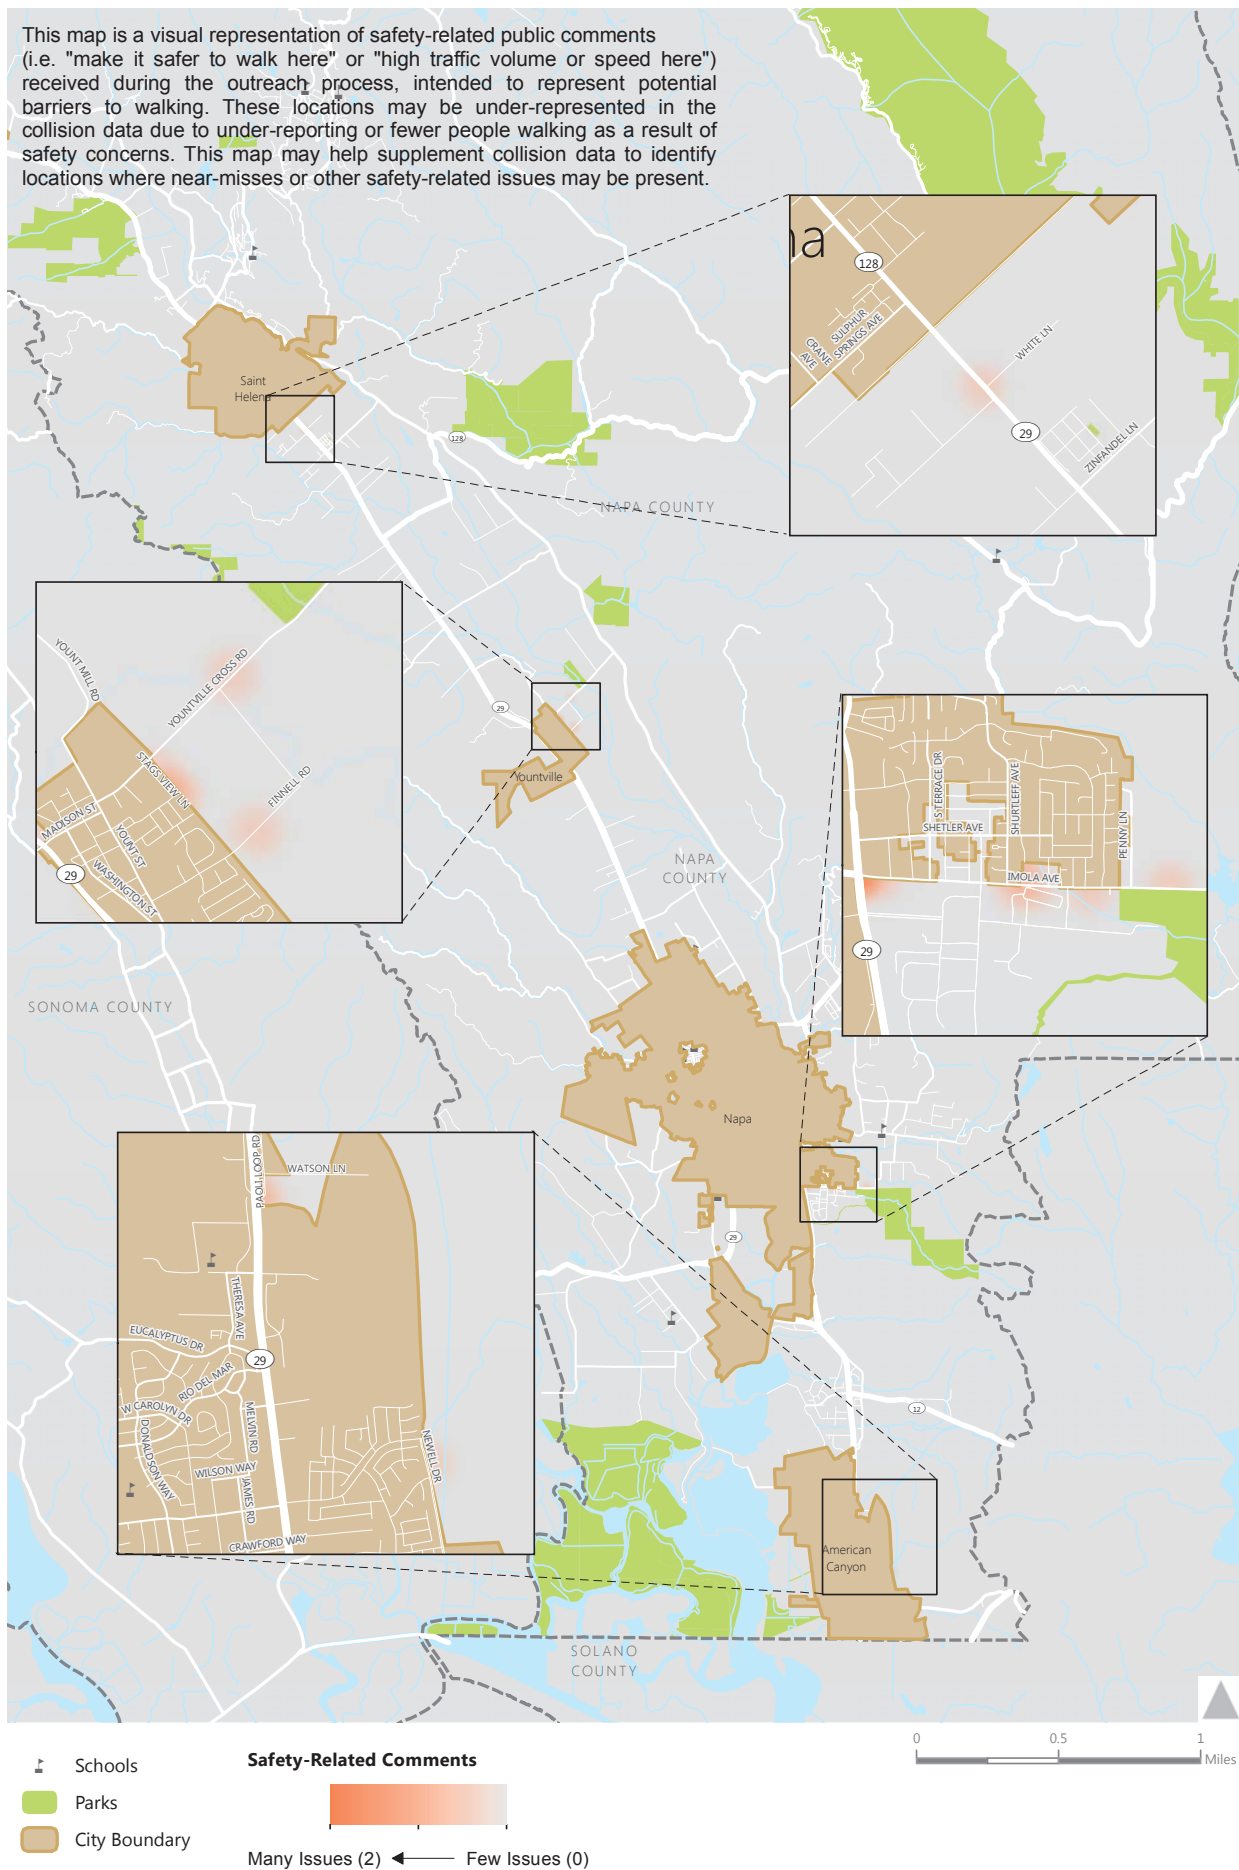 This map is a visual representation of safety-related public comments
(i.e. "make it safer to walk here" or "high traffic volume or speed here")
received during the outreach process, intended to represent potential
barriers to walking. These locations may be under-represented in the
collision data due to under-reporting or fewer people walking as a result of
safety concerns. This map may help supplement collision data to identify
locations where near-misses or other safety-related issues may be present.
na
128
SULPHUR
SPRINGS AVE
CRANE
AVE
WHITE LN
29
ZINFANDEL LN
Saint
Helena
128
NAPA COUNTY
YOUNT MILL RD
YOUNTVILLE CROSS RD
STAGS VIEW LN
FINNELL RD
MADISON ST
YOUNT ST
WASHINGTON ST
29
29
Yountville
S TERRACE DR
SHURTLEFF AVE
SHETLER AVE
PENNY LN
IMOLA AVE
29
NAPA
COUNTY
SONOMA COUNTY
Napa
29
PAOLI LOOP RD
WATSON LN
THERESA AVE
EUCALYPTUS DR
29
RIO DEL MAR
W CAROLYN DR
DONALDSON WAY
MELVIN RD
WILSON WAY
JAMES RD
NEWELL DR
CRAWFORD WAY
12
American
Canyon
SOLANO
COUNTY
0 0.5 1
Miles
Schools
Parks
City Boundary
Safety-Related Comments
Many Issues (2) Few Issues (0)